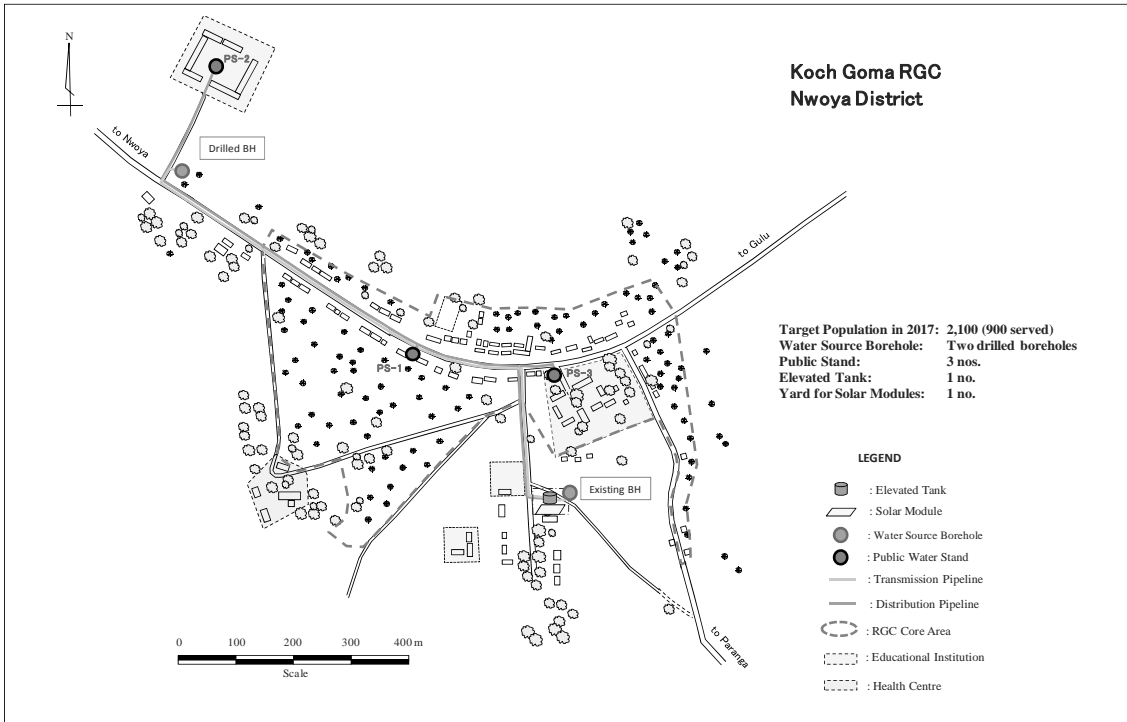 Koch Goma RGC
Nwoya District
N
PS-2
to Nwoya
Drilled BH
to Gulu
Target Population in 2017: 2,100 (900 served)
Water Source Borehole: Two drilled boreholes
Public Stand: 3 nos.
Elevated Tank: 1 no.
Yard for Solar Modules: 1 no.
PS-1
PS-3
Existing BH
to Paranga
LEGEND
: Elevated Tank
: Solar Module
: Water Source Borehole
: Public Water Stand
: Transmission Pipeline
: Distribution Pipeline
: RGC Core Area
: Educational Institution
: Health Centre
0 100 200 300 400 m
Scale